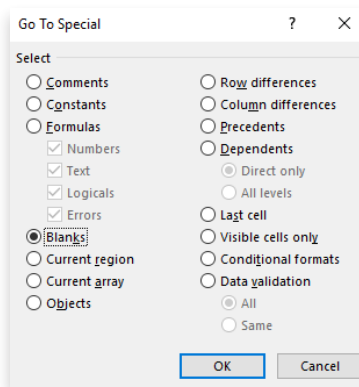 Go To Special ? ×
Select
Comments
Constants
Formulas
Numbers
Text
Logicals
Errors
Blanks
Current region
Current array
Objects
Row differences
Column differences
Precedents
Dependents
Direct only
All levels
Last cell
Visible cells only
Conditional formats
Data validation
All
Same
OK
Cancel